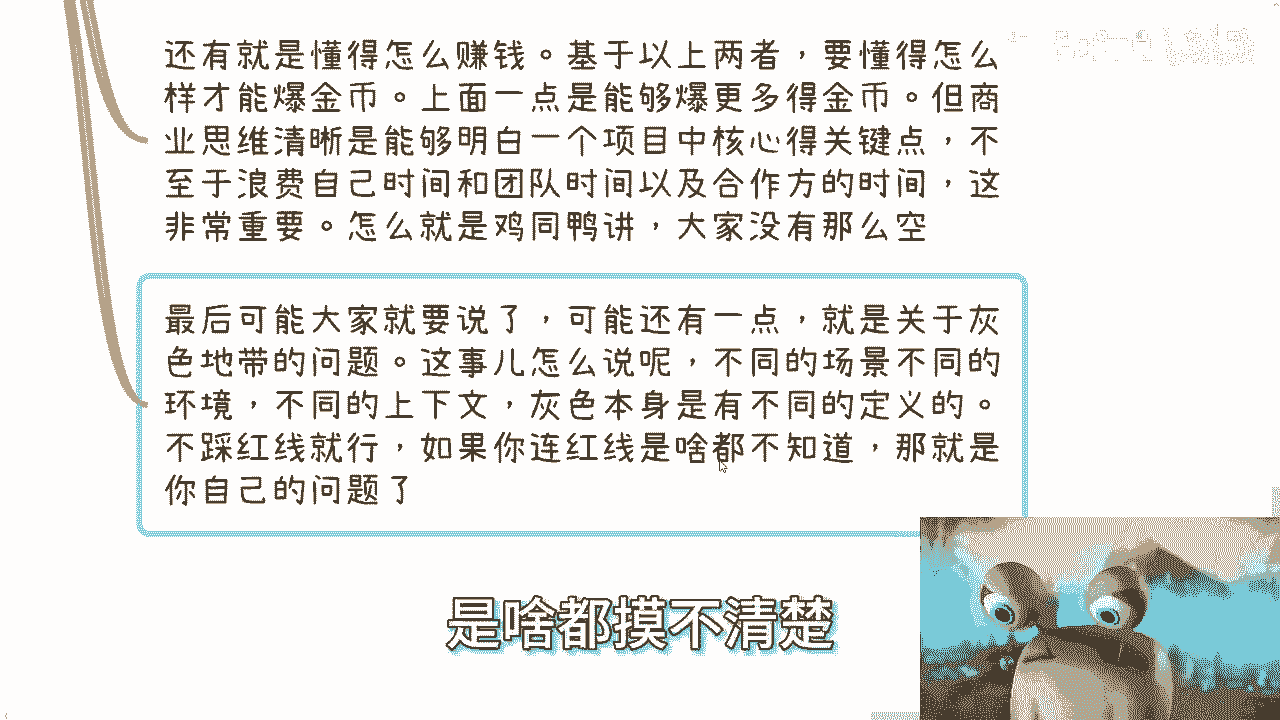 还有就是懂得怎么赚钱。基于以上两者，要懂得怎么
样才能爆金币。上面一点是能够爆更多得金币。但商
业思维清晰是能够明白一个项目中核心得关键点，不
至于浪费自己时间和团队时间以及合作方的时间，这
非常重要。怎么就是鸡同鸭讲，大家没有那么空
最后可能大家就要说了，可能还有一点，就是关于灰
色地带的问题。这事儿怎么说呢，不同的场景不同的
环境，不同的上下文，灰色本身是有不同的定义的。
不踩红线就行，如果你连红线是啥都不知道，那就是
你自己的问题了
是啥都摸不清楚